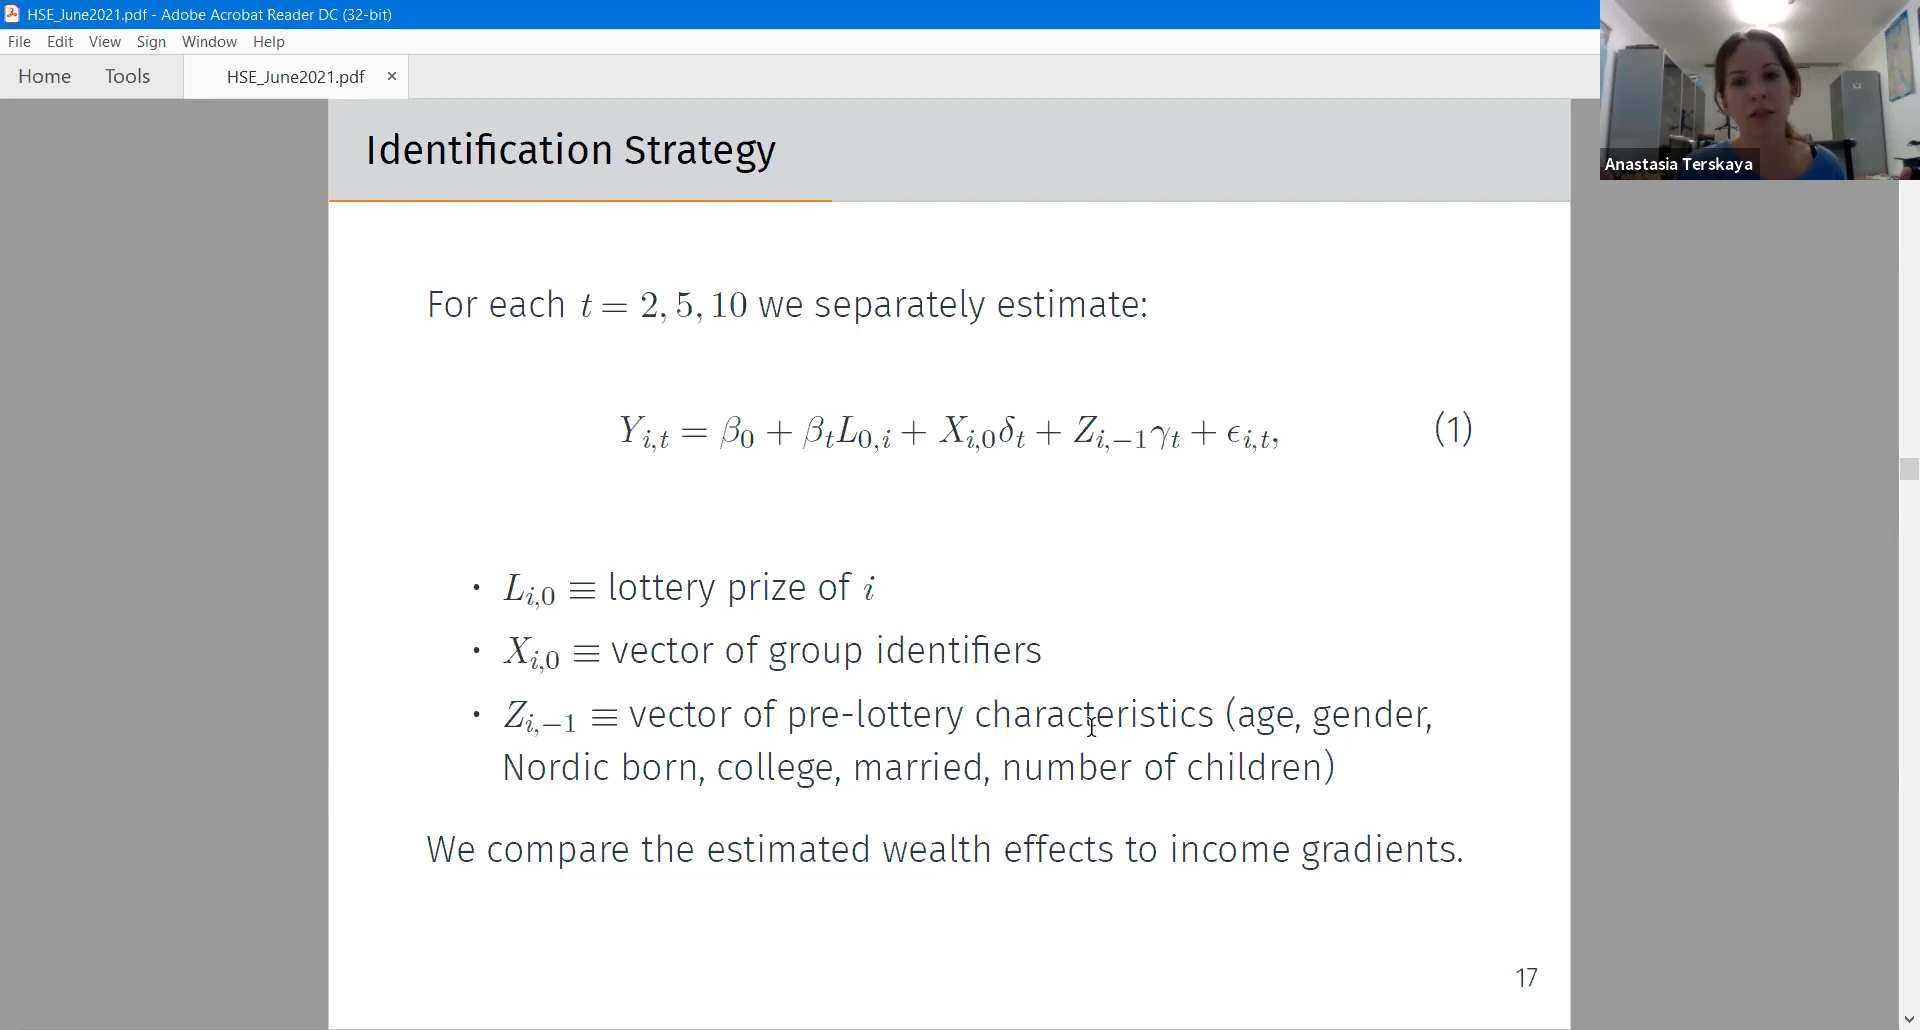 HSE_June2021.pdf - Adobe Acrobat Reader DC (32-bit)
File Edit View Sign Window Help
Home Tools HSE_June2021.pdf ×
Anastasia Terskaya
Identification Strategy
For each t = 2, 5, 10 we separately estimate:
Y_{i,t} = β_0 + β_t L_{0,i} + X_{i,0}δ_t + Z_{i,−1}γ_t + ϵ_{i,t}, (1)
· L_{i,0} ≡ lottery prize of i
· X_{i,0} ≡ vector of group identifiers
· Z_{i,−1} ≡ vector of pre-lottery characteristics (age, gender,
Nordic born, college, married, number of children)
We compare the estimated wealth effects to income gradients.
17